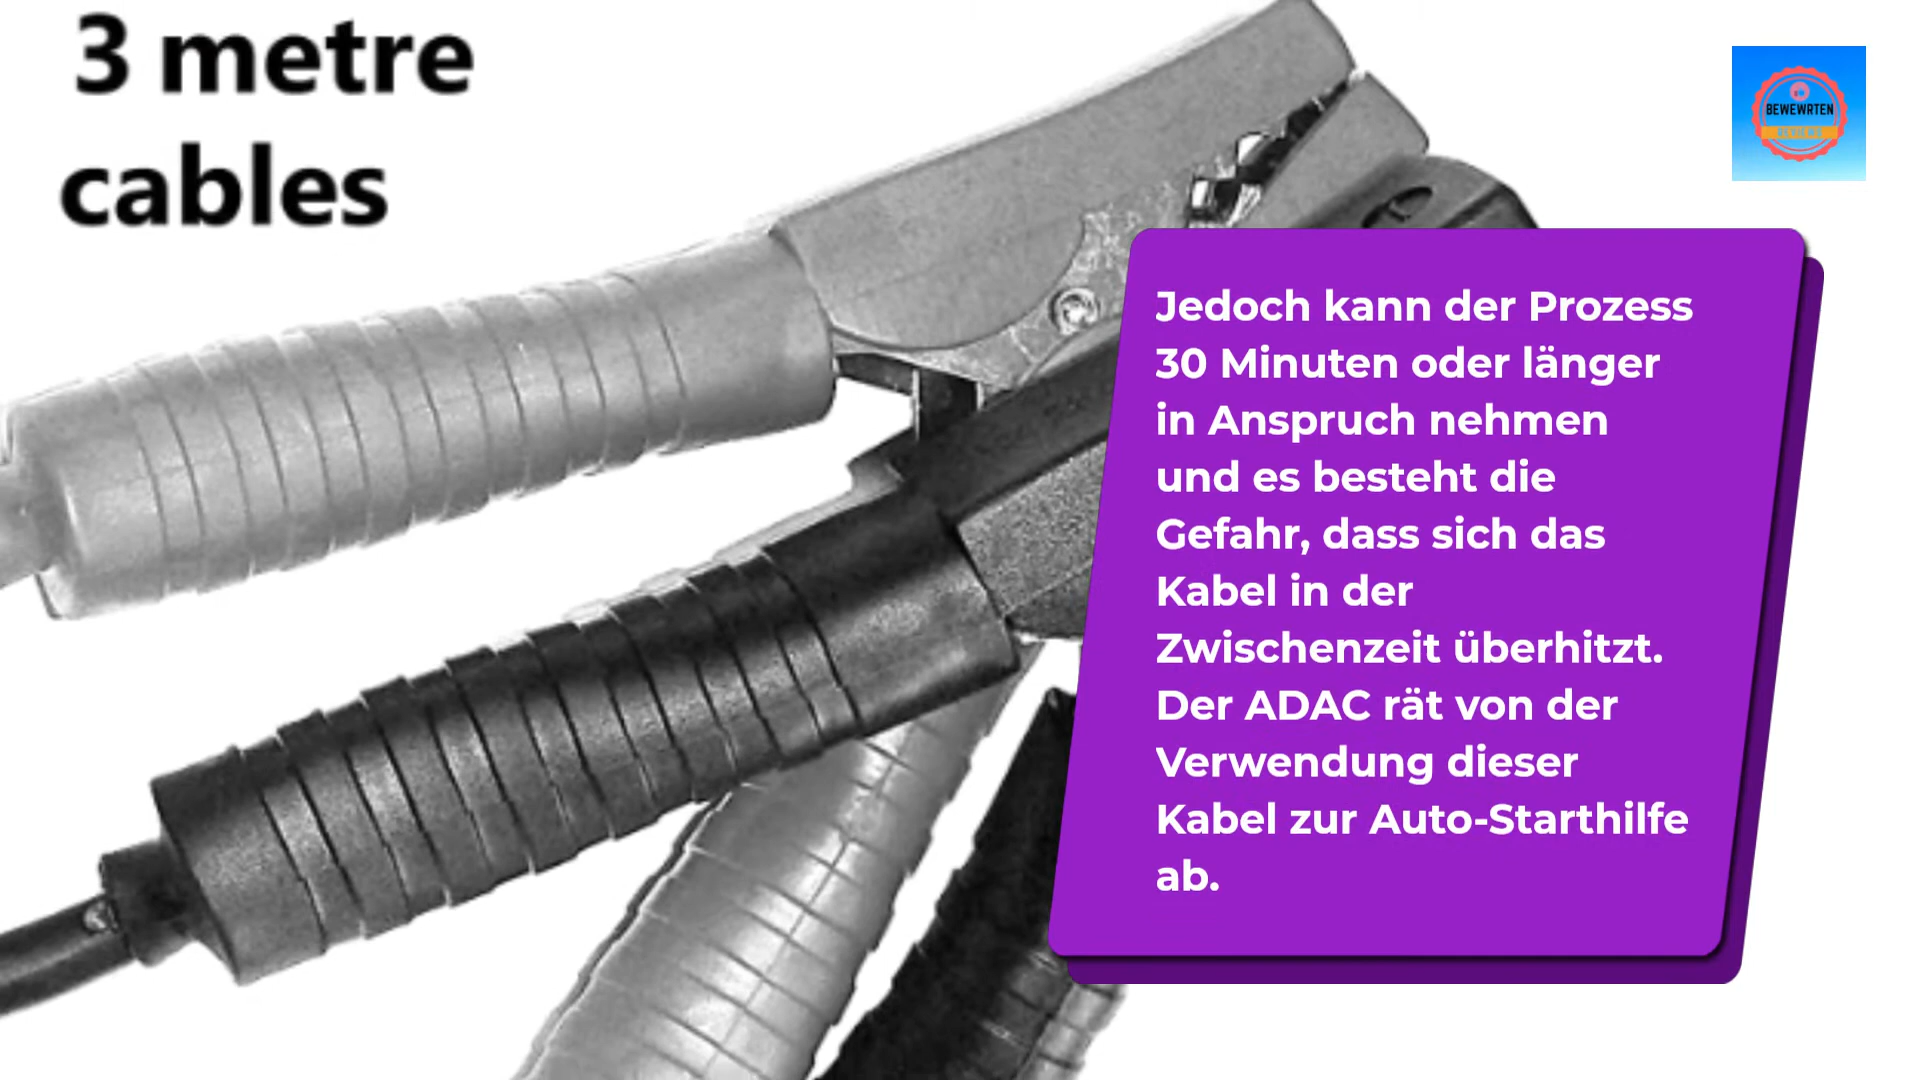 3 metre
cables
BEWEWRTEN
REVIEWS
Jedoch kann der Prozess
30 Minuten oder länger
in Anspruch nehmen
und es besteht die
Gefahr, dass sich das
Kabel in der
Zwischenzeit überhitzt.
Der ADAC rät von der
Verwendung dieser
Kabel zur Auto-Starthilfe
ab.